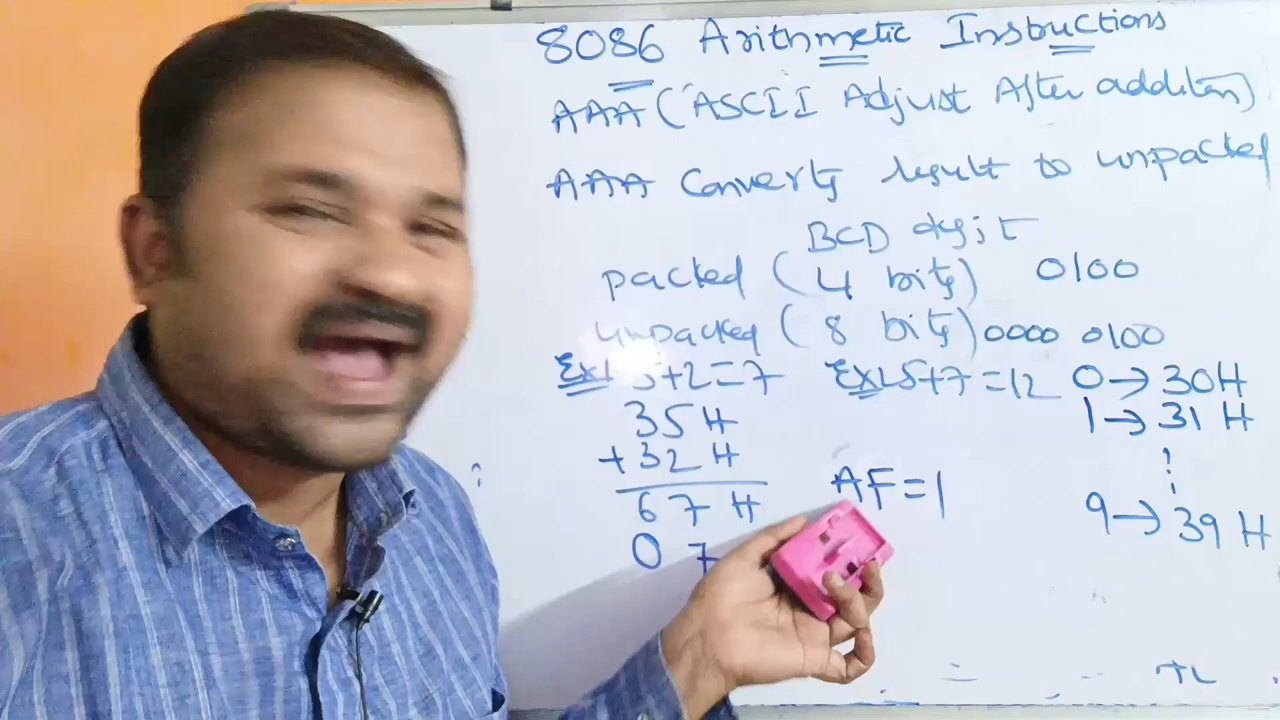 8086 Arithmetic Instructions
AAA (ASCII Adjust After addition)
AAA Converts result to unpacked
BCD digit
packed (4 bits) 0100
unpacked (8 bits) 0000 0100
Ex1 5+2=7 Ex2 5+7=12 0→30H
35H 1→31H
+32H
67H AF=1 9→39H
07